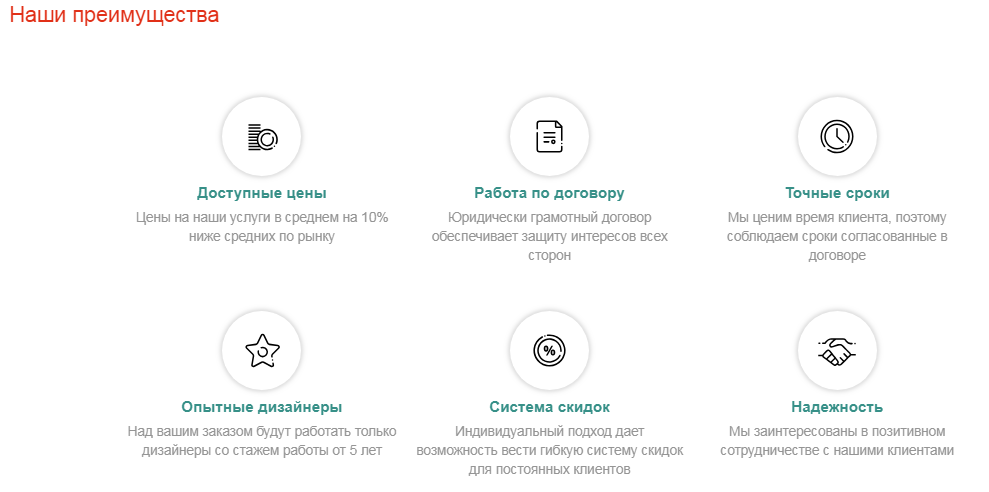 Наши преимущества
Доступные цены
Цены на наши услуги в среднем на 10%
ниже средних по рынку
Работа по договору
Юридически грамотный договор
обеспечивает защиту интересов всех
сторон
Точные сроки
Мы ценим время клиента, поэтому
соблюдаем сроки согласованные в
договоре
Опытные дизайнеры
Над вашим заказом будут работать только
дизайнеры со стажем работы от 5 лет
%
Система скидок
Индивидуальный подход дает
возможность вести гибкую систему скидок
для постоянных клиентов
Надежность
Мы заинтересованы в позитивном
сотрудничестве с нашими клиентами